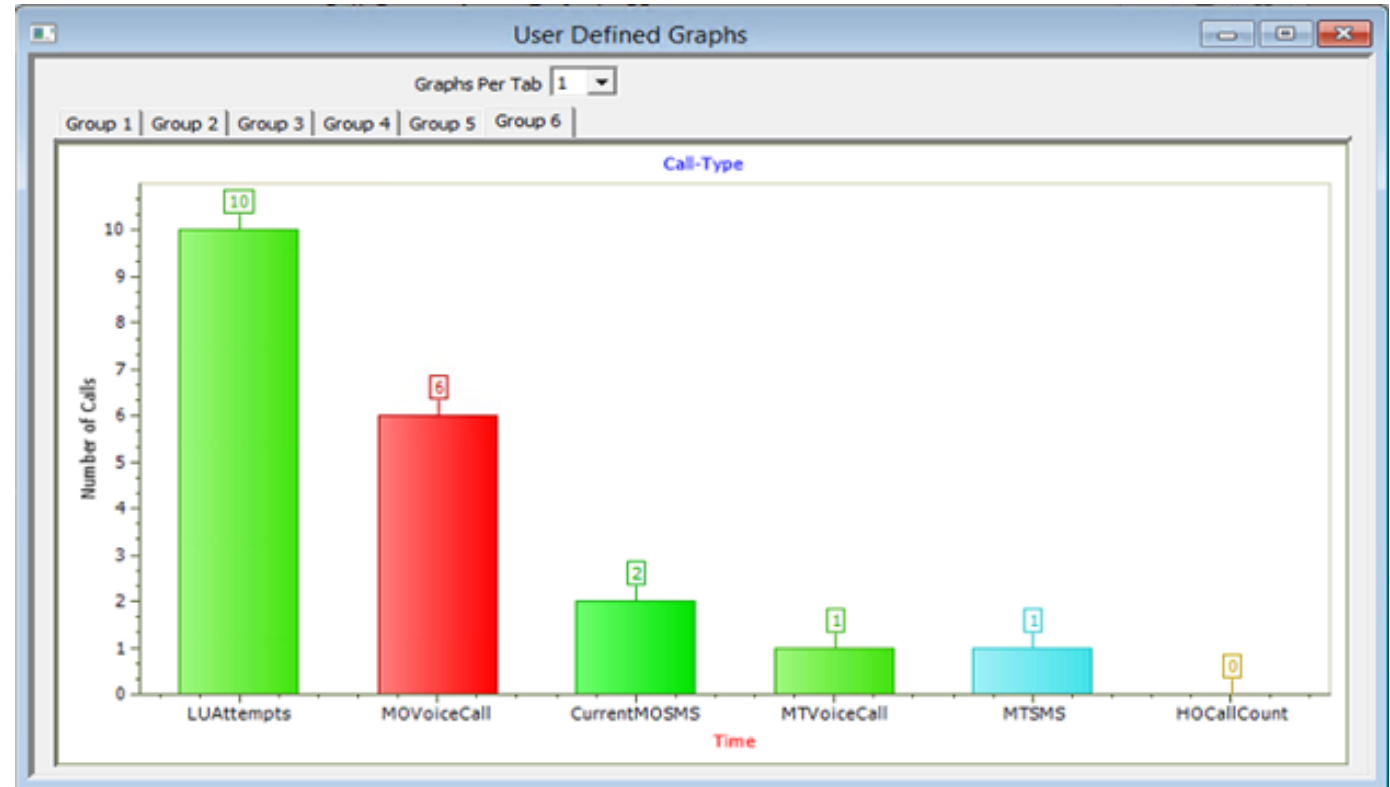 User Defined Graphs
Graphs Per Tab 1
Group 1 Group 2 Group 3 Group 4 Group 5 Group 6
Call-Type
Number of Calls
10
9
8
7
6
5
4
3
2
1
0
10
6
2
1
1
0
LUAttempts MOVoiceCall CurrentMOSMS MTVoiceCall MTSMS HOCallCount
Time